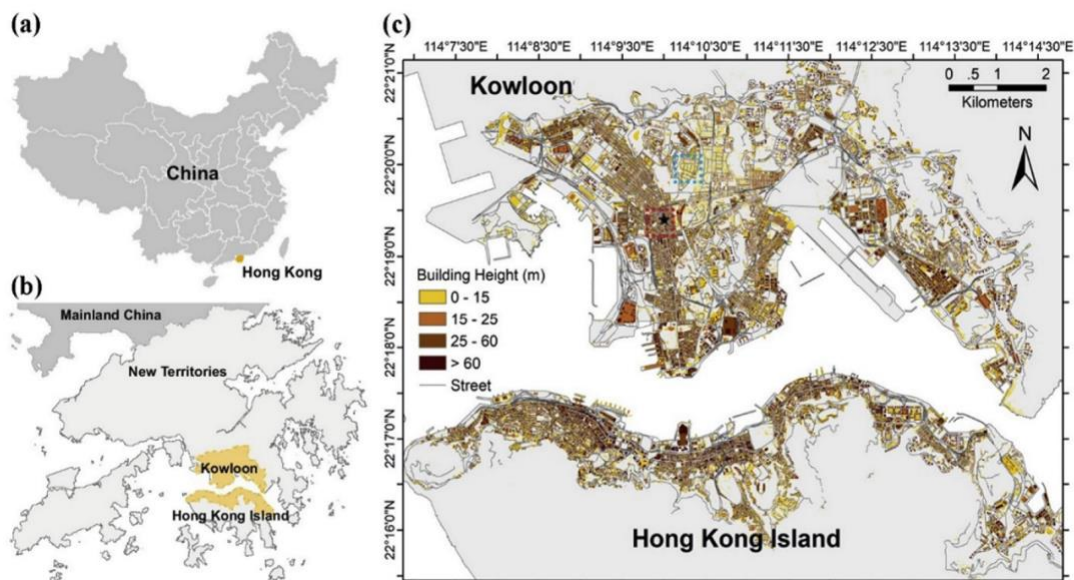 (a)
China
Hong Kong
(b)
Mainland China
New Territories
Kowloon
Hong Kong Island
(c)
114°7'30"E 114°8'30"E 114°9'30"E 114°10'30"E 114°11'30"E 114°12'30"E 114°13'30"E 114°14'30"E
22°21'0"N
22°20'0"N
22°19'0"N
22°18'0"N
22°17'0"N
22°16'0"N
Kowloon
0 .5 1 2
Kilometers
N
Building Height (m)
0 - 15
15 - 25
25 - 60
> 60
Street
Hong Kong Island